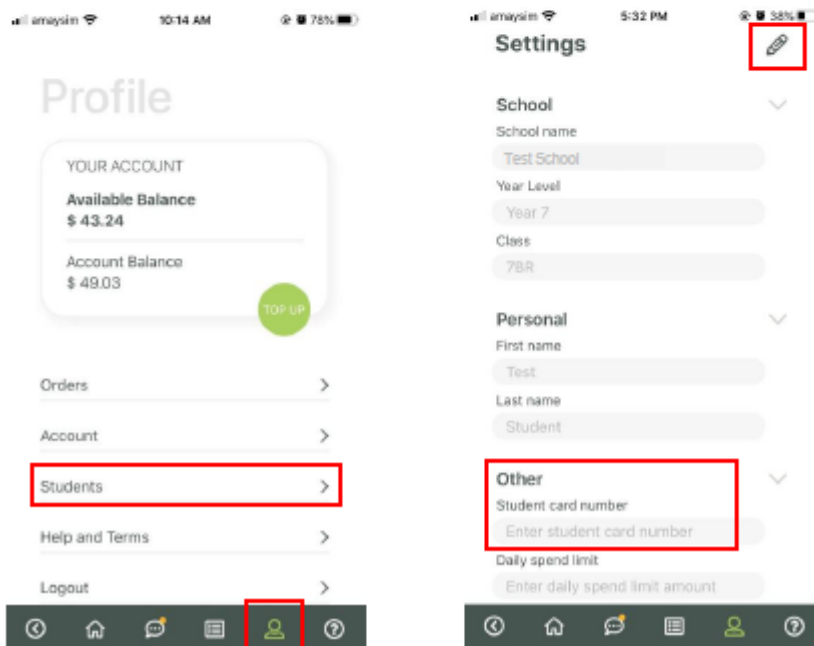 amaysim
10:14 AM
78%
Profile
YOUR ACCOUNT
Available Balance
$ 43.24
Account Balance
$ 49.03
TOP UP
Orders
Account
Students
Help and Terms
Logout
amaysim
5:32 PM
38%
Settings
School
School name
Test School
Year Level
Year 7
Class
7BR
Personal
First name
Test
Last name
Student
Other
Student card number
Enter student card number
Daily spend limit
Enter daily spend limit amount